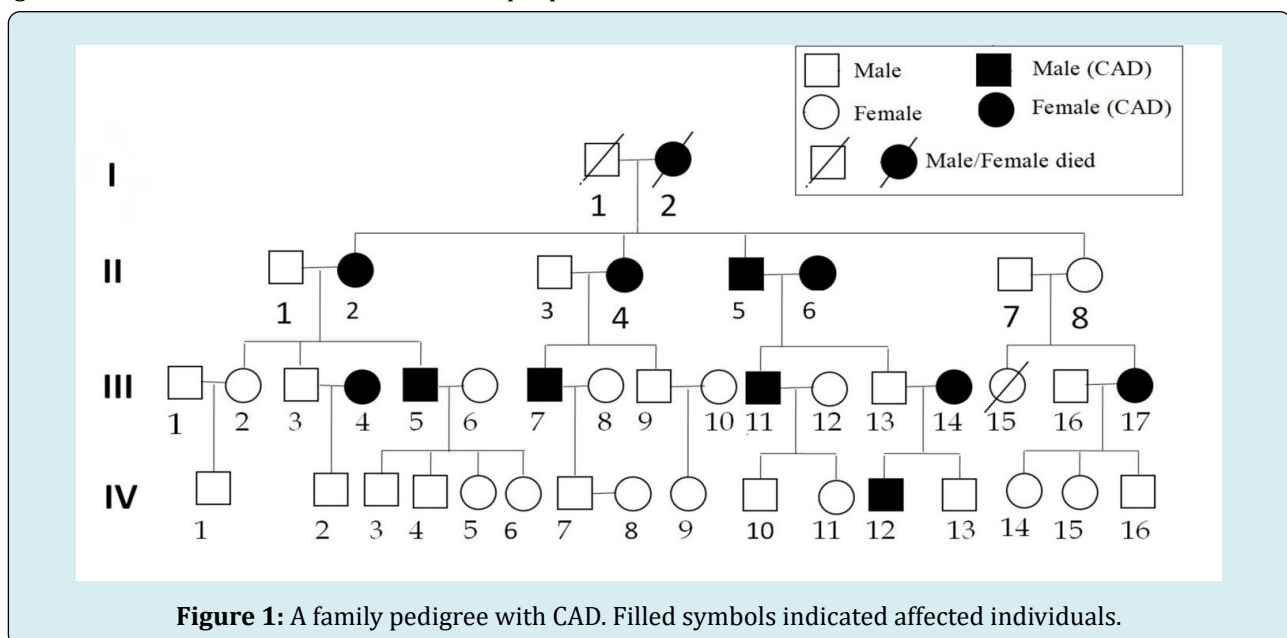 Male Male (CAD)
Female Female (CAD)
Male/Female died
I
1 2
II
1 2 3 4 5 6 7 8
III
1 2 3 4 5 6 7 8 9 10 11 12 13 14 15 16 17
IV
1 2 3 4 5 6 7 8 9 10 11 12 13 14 15 16
Figure 1: A family pedigree with CAD. Filled symbols indicated affected individuals.